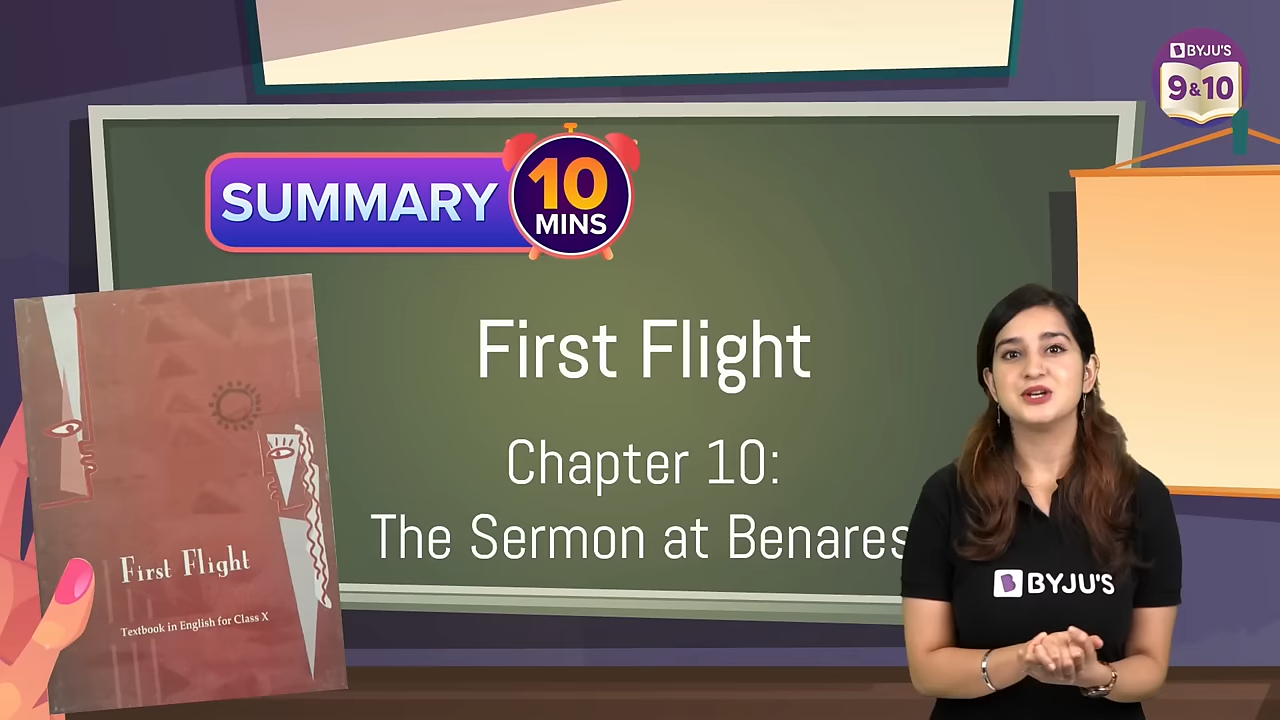 BYJU'S
9&10
SUMMARY
10
MINS
First Flight
Chapter 10:
The Sermon at Benares
First Flight
Textbook in English for Class X
BYJU'S